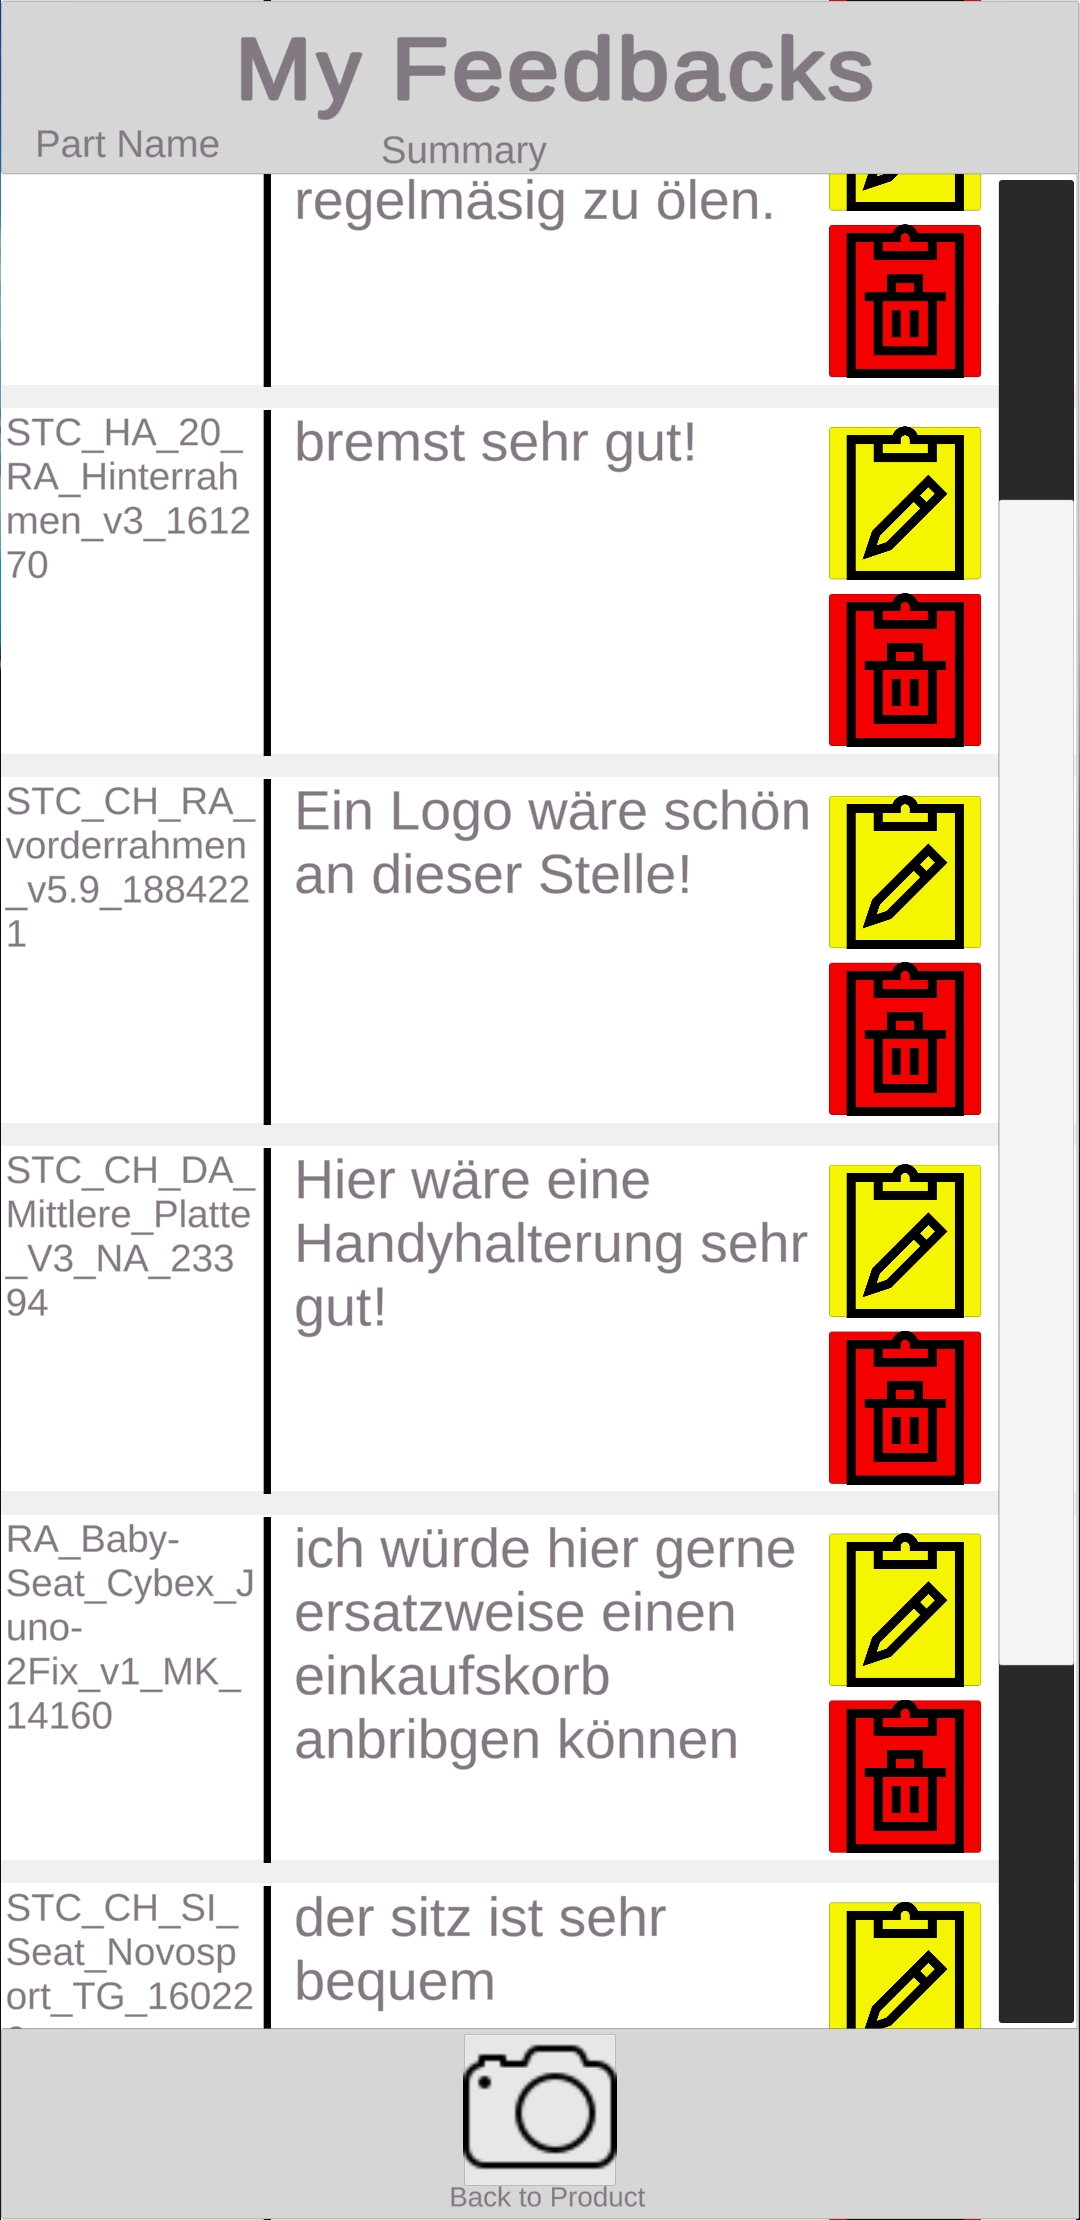 My Feedbacks
Part Name
Summary
regelmäsig zu ölen.
STC_HA_20_
RA_Hinterrah
men_v3_1612
70
bremst sehr gut!
STC_CH_RA_
vorderrahmen
_v5.9_188422
1
Ein Logo wäre schön
an dieser Stelle!
STC_CH_DA_
Mittlere_Platte
_V3_NA_233
94
Hier wäre eine
Handyhalterung sehr
gut!
RA_Baby-
Seat_Cybex_J
uno-
2Fix_v1_MK_
14160
ich würde hier gerne
ersatzweise einen
einkaufskorb
anbribgen können
STC_CH_SI_
Seat_Novosp
ort_TG_16022
der sitz ist sehr
bequem
Back to Product